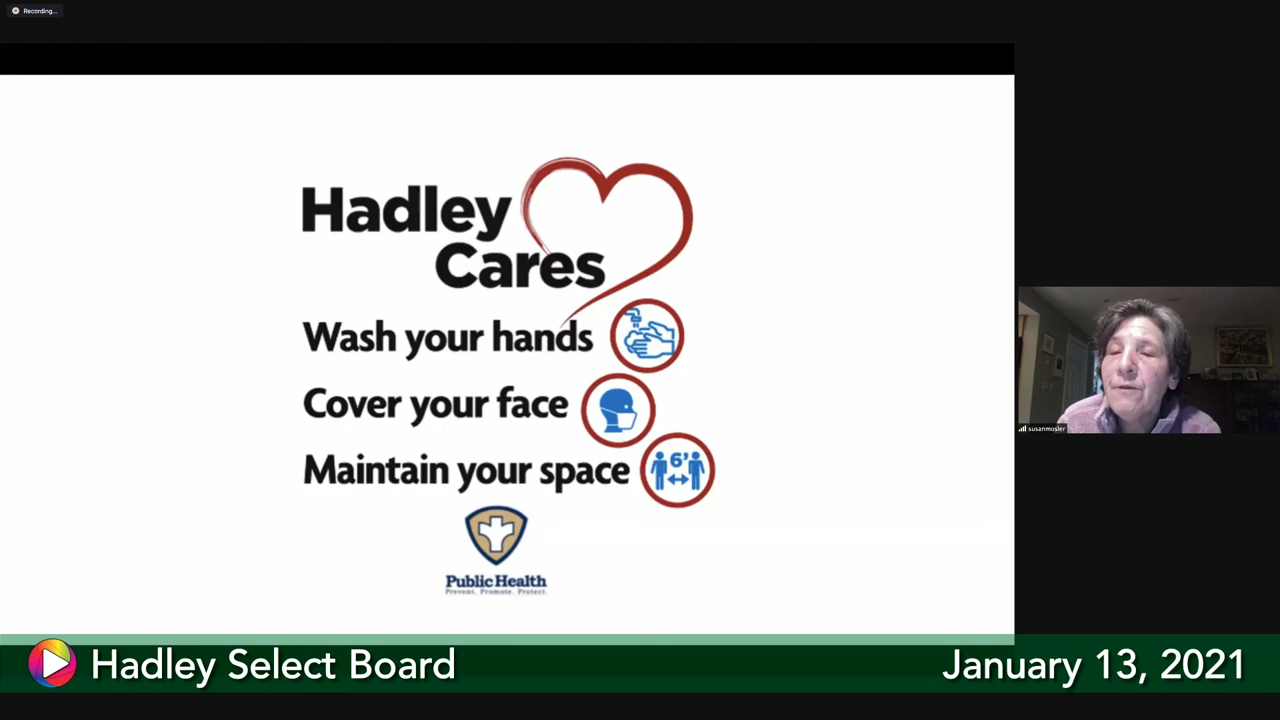 Recording...
Hadley
Cares
Wash your hands
Cover your face
Maintain your space
6'
Public Health
Prevent. Promote. Protect.
susanmosler
Hadley Select Board
January 13, 2021